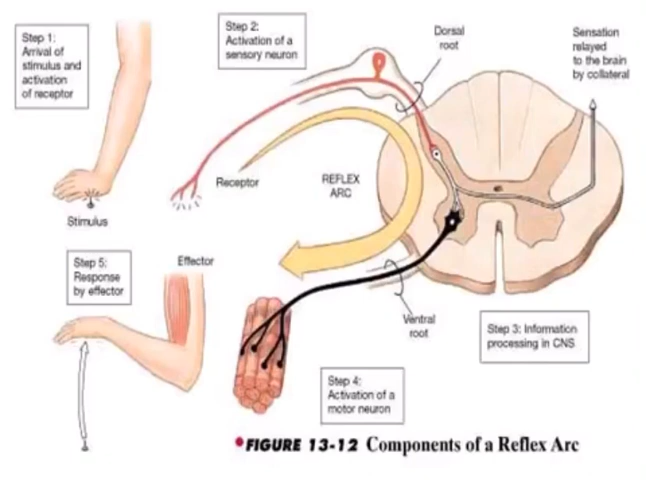 Step 1:
Arrival of
stimulus and
activation
of receptor
Step 2:
Activation of a
sensory neuron
Dorsal
root
Sensation
relayed
to the brain
by collateral
Receptor
REFLEX
ARC
Stimulus
Step 5:
Response
by effector
Effector
Ventral
root
Step 3: Information
processing in CNS
Step 4:
Activation of a
motor neuron
•FIGURE 13-12 Components of a Reflex Arc